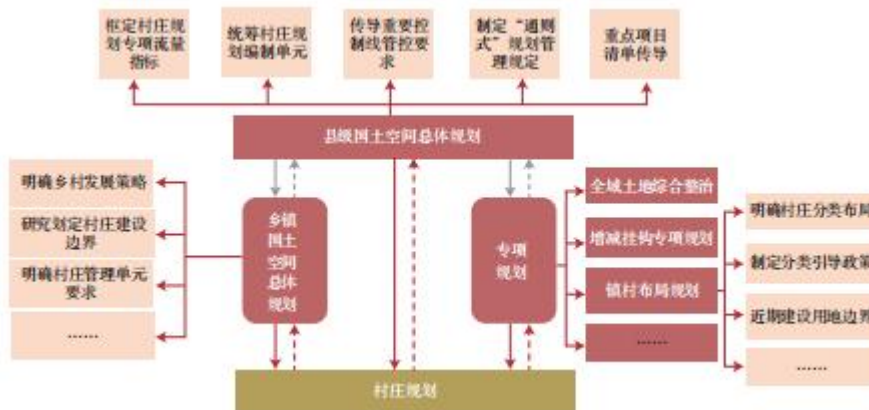 框定村庄规
划专项流量
指标
统筹村庄规
划编制单元
传导重要控
制线管控要
求
制定“通则
式”规划管
理规定
重点项目
清单传导
县级国土空间总体规划
明确乡村发展策略
研究划定村庄建设
边界
明确村庄管理单元
要求
……
乡镇
国土
空间
总体
规划
专项
规划
全域土地综合整治
增减挂钩专项规划
镇村布局规划
……
明确村庄分类布局
制定分类引导政策
近期建设用地边界
……
村庄规划